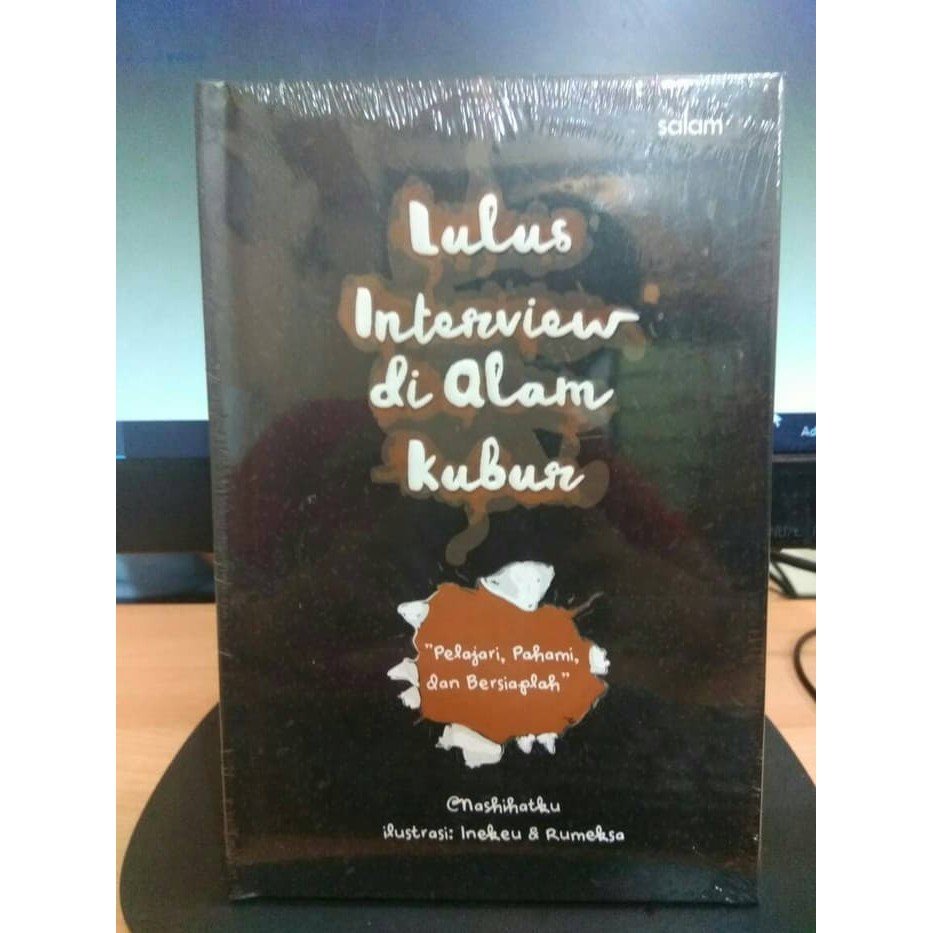 salam
Lulus
Interview
di Alam
Kubur
"Pelajari, Pahami,
dan Bersiaplah"
@Nashihatku
ilustrasi: Inekeu & Rumeksa